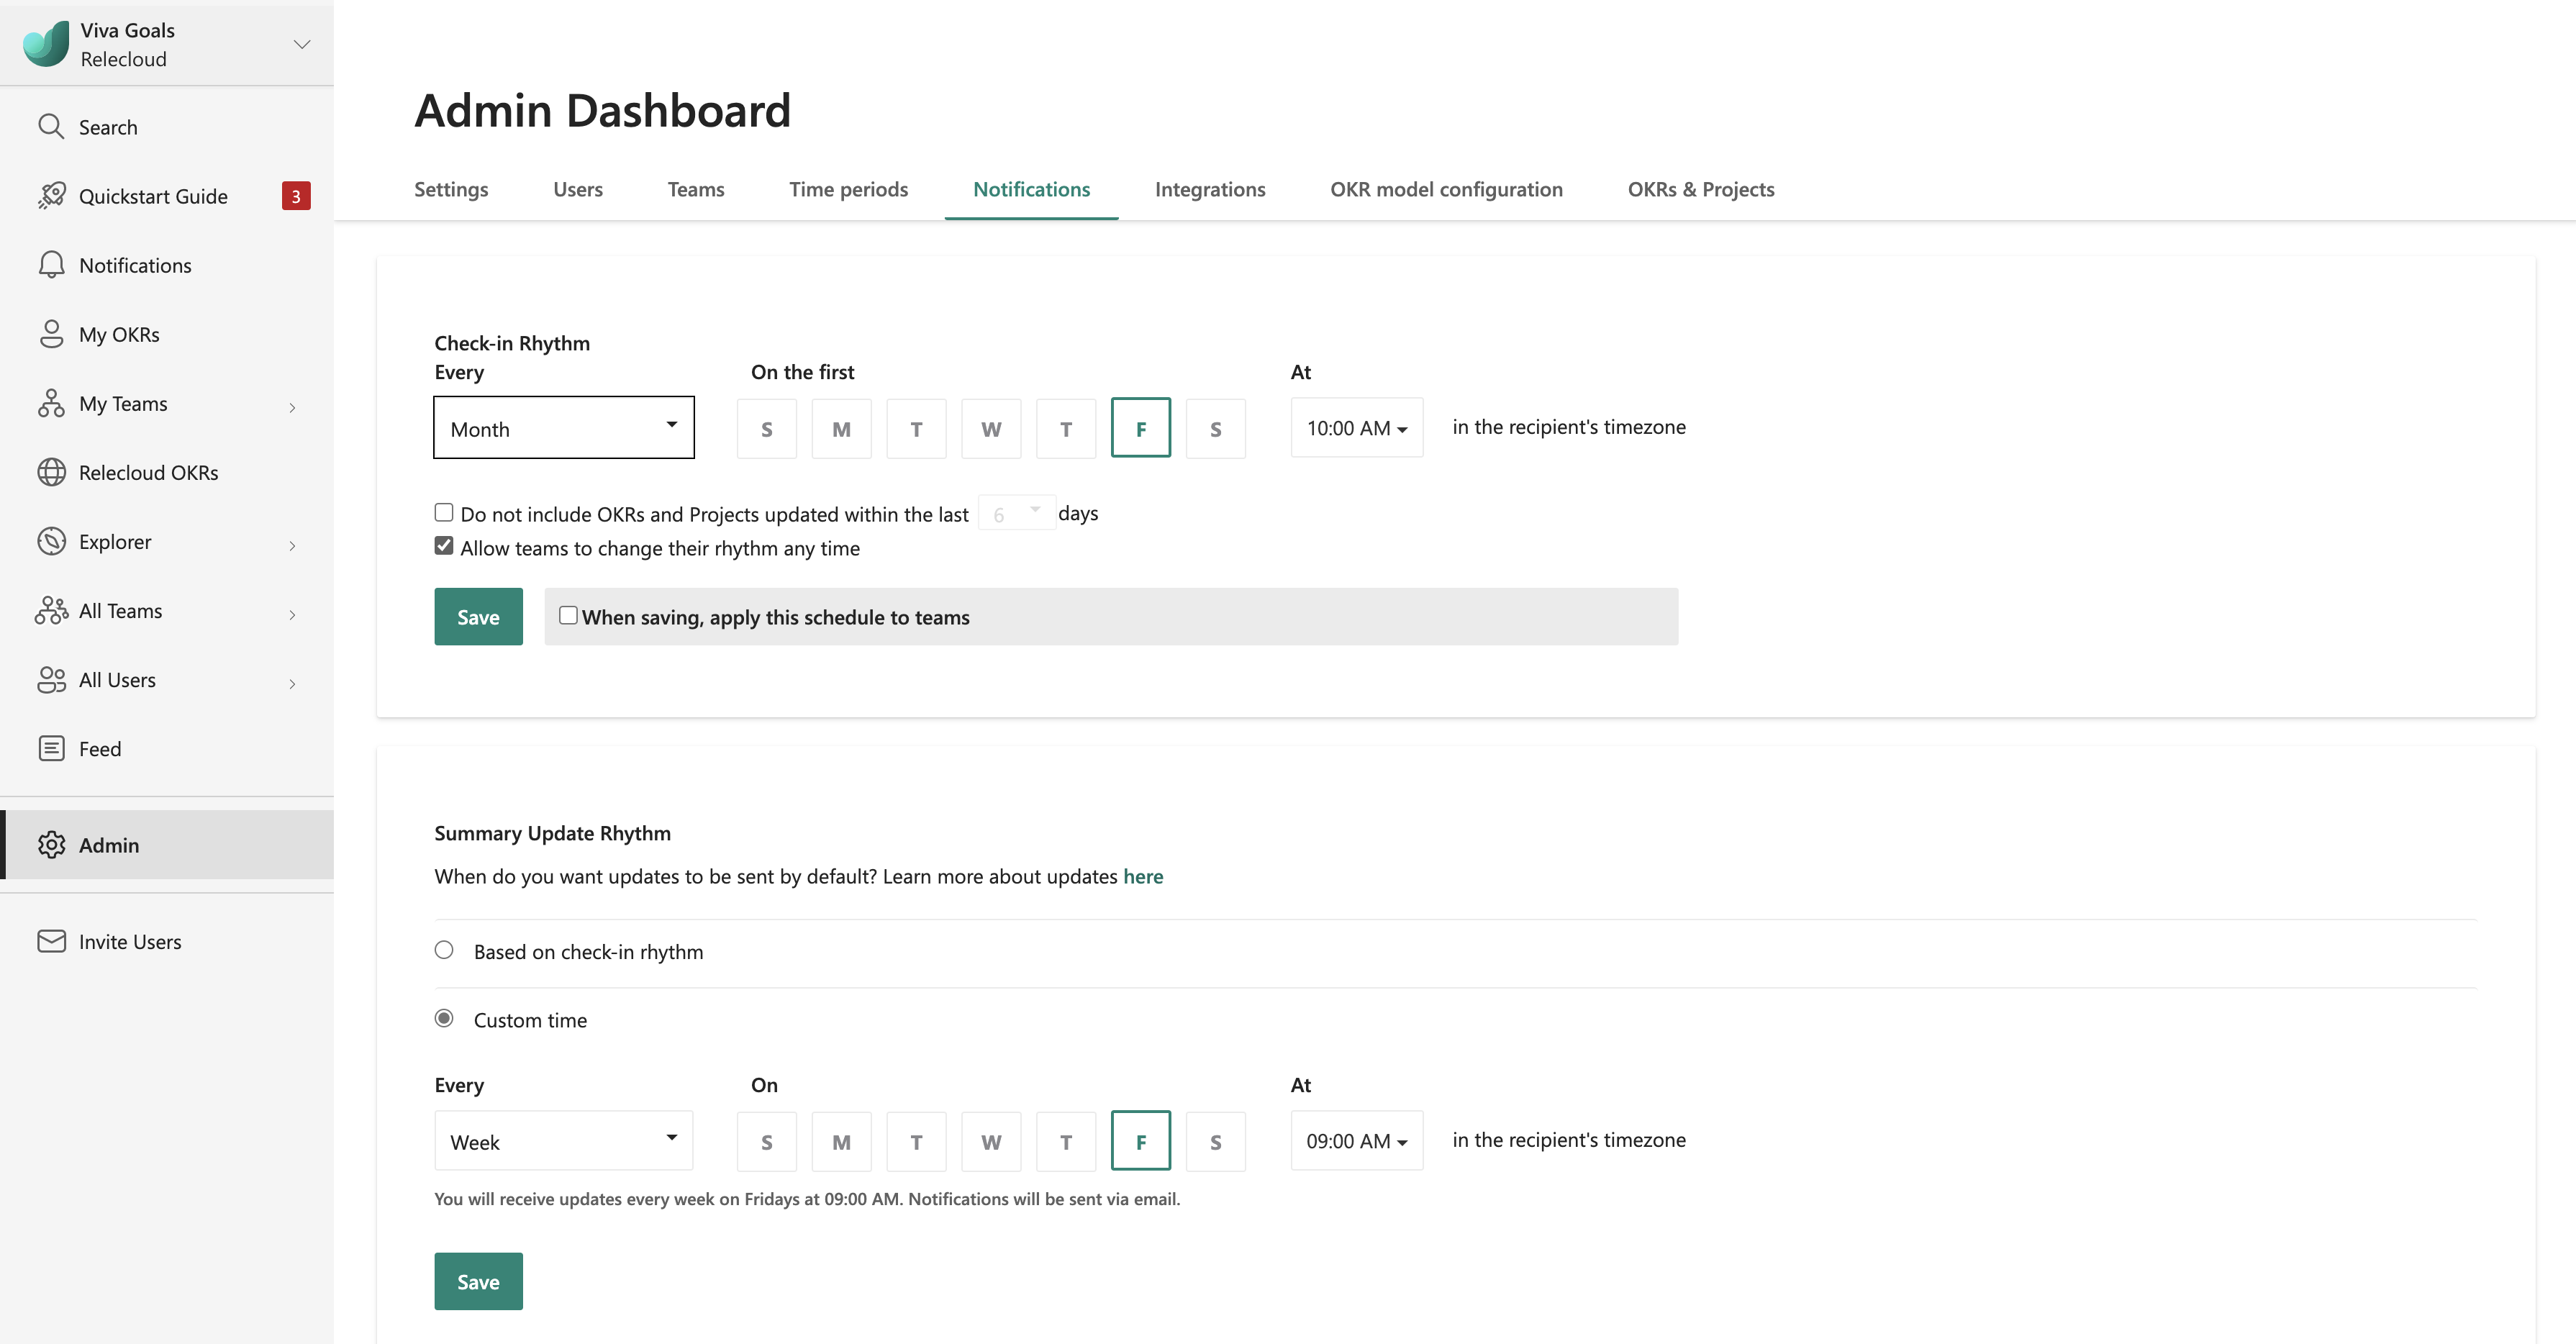 Viva Goals
Relecloud
Search
Quickstart Guide 3
Notifications
My OKRs
My Teams
Relecloud OKRs
Explorer
All Teams
All Users
Feed
Admin
Invite Users
Admin Dashboard
Settings Users Teams Time periods Notifications Integrations OKR model configuration OKRs & Projects
Check-in Rhythm
Every On the first At
Month S M T W T F S 10:00 AM in the recipient's timezone
Do not include OKRs and Projects updated within the last 6 days
Allow teams to change their rhythm any time
Save When saving, apply this schedule to teams
Summary Update Rhythm
When do you want updates to be sent by default? Learn more about updates here
Based on check-in rhythm
Custom time
Every On At
Week S M T W T F S 09:00 AM in the recipient's timezone
You will receive updates every week on Fridays at 09:00 AM. Notifications will be sent via email.
Save